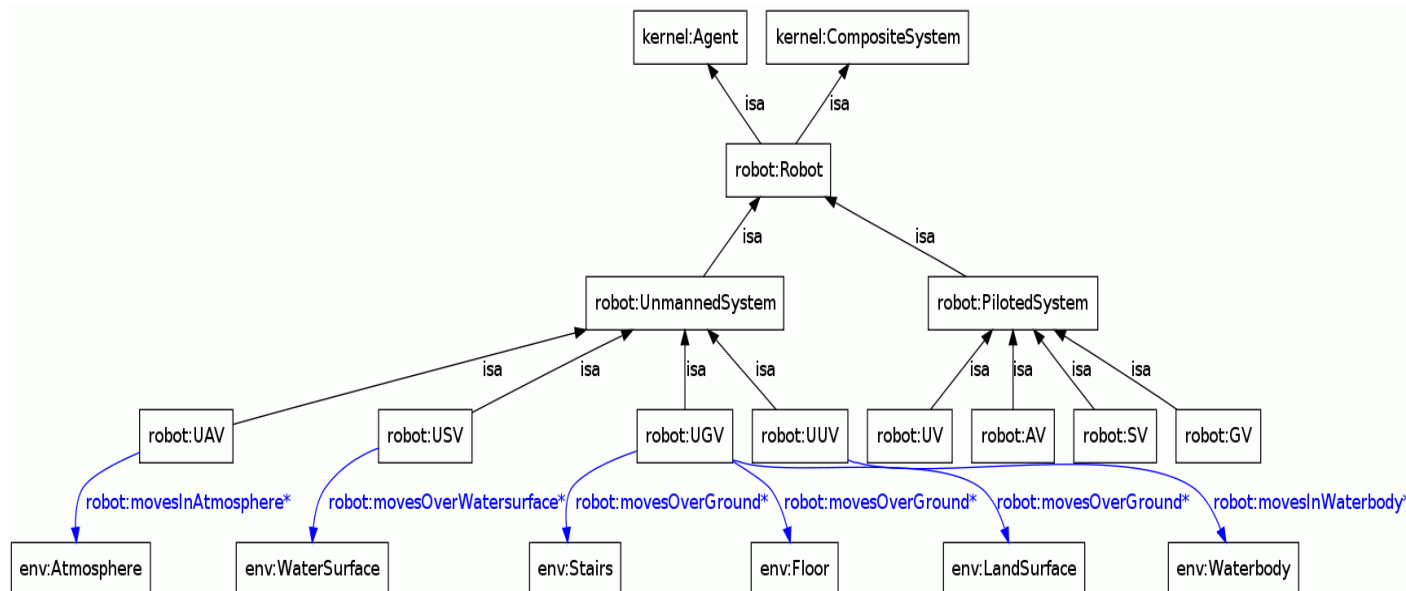 kernel:Agent
kernel:CompositeSystem
isa
isa
robot:Robot
isa
isa
robot:UnmannedSystem
robot:PilotedSystem
isa
isa
isa
isa
isa
isa
isa
isa
robot:UAV
robot:USV
robot:UGV
robot:UUV
robot:UV
robot:AV
robot:SV
robot:GV
robot:movesInAtmosphere*
robot:movesOverWatersurface*
robot:movesOverGround*
robot:movesOverGround*
robot:movesOverGround*
robot:movesInWaterbody*
env:Atmosphere
env:WaterSurface
env:Stairs
env:Floor
env:LandSurface
env:Waterbody